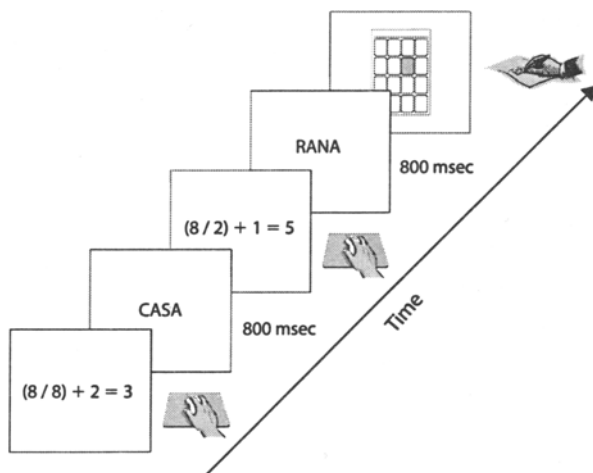 RANA
800 msec
(8 / 2) + 1 = 5
CASA
800 msec
Time
(8 / 8) + 2 = 3